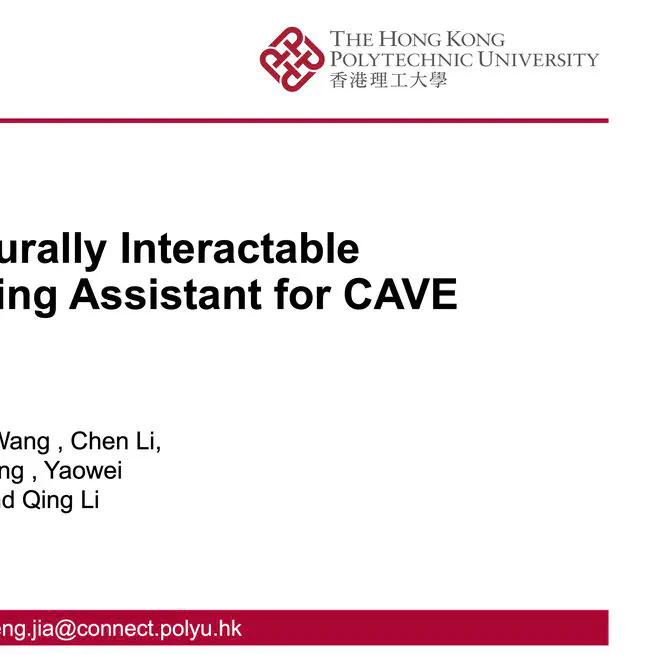 THE HONG KONG
POLYTECHNIC UNIVERSITY
香港理工大學
urally Interactable
ing Assistant for CAVE
Wang , Chen Li,
ng , Yaowei
d Qing Li
eng.jia@connect.polyu.hk